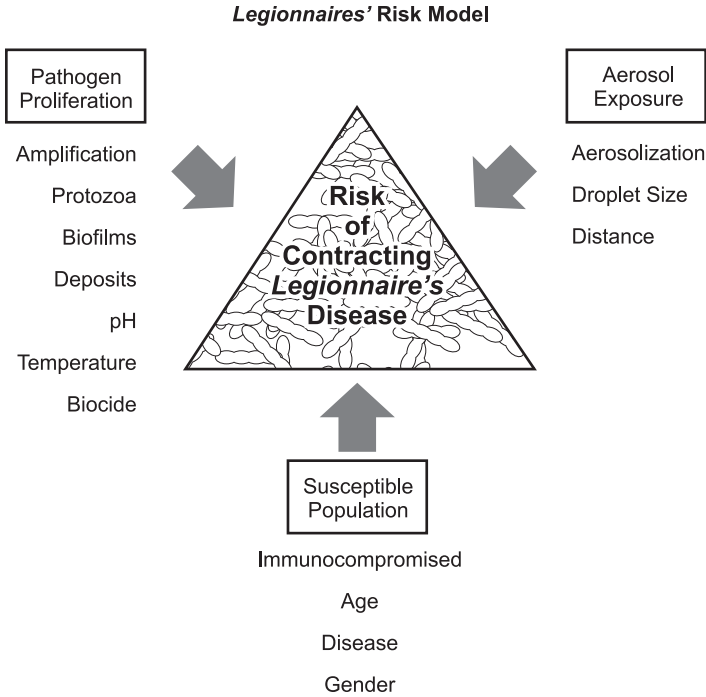 Legionnaires’ Risk Model
Pathogen
Proliferation
Amplification
Protozoa
Biofilms
Deposits
pH
Temperature
Biocide
Aerosol
Exposure
Aerosolization
Droplet Size
Distance
Risk
of
Contracting
Legionnaire’s
Disease
Susceptible
Population
Immunocompromised
Age
Disease
Gender